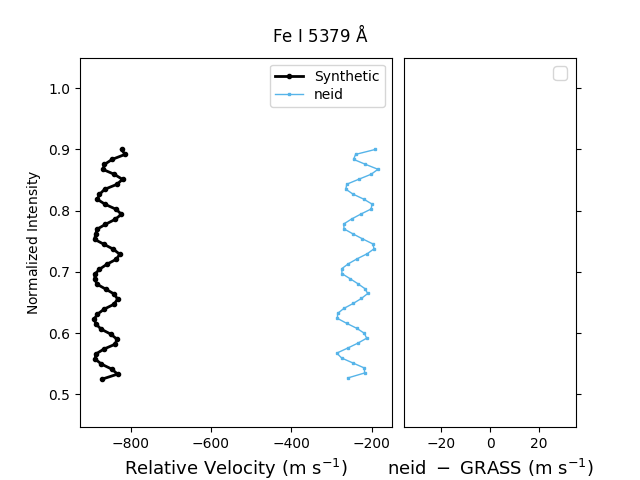 Fe I 5379 Å
Synthetic
neid
1.0
0.9
0.8
0.7
0.6
0.5
Normalized Intensity
−800 −600 −400 −200
−20 0 20
Relative Velocity (m s⁻¹)
neid − GRASS (m s⁻¹)